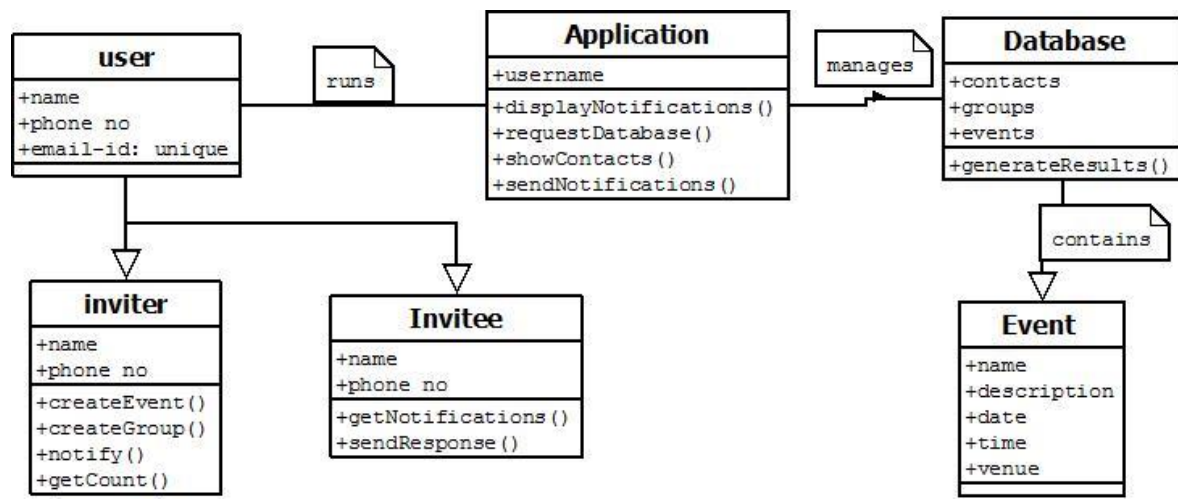 user
+name
+phone no
+email-id: unique
runs
Application
+username
+displayNotifications()
+requestDatabase()
+showContacts()
+sendNotifications()
manages
Database
+contacts
+groups
+events
+generateResults()
contains
inviter
+name
+phone no
+createEvent()
+createGroup()
+notify()
+getCount()
Invitee
+name
+phone no
+getNotifications()
+sendResponse()
Event
+name
+description
+date
+time
+venue